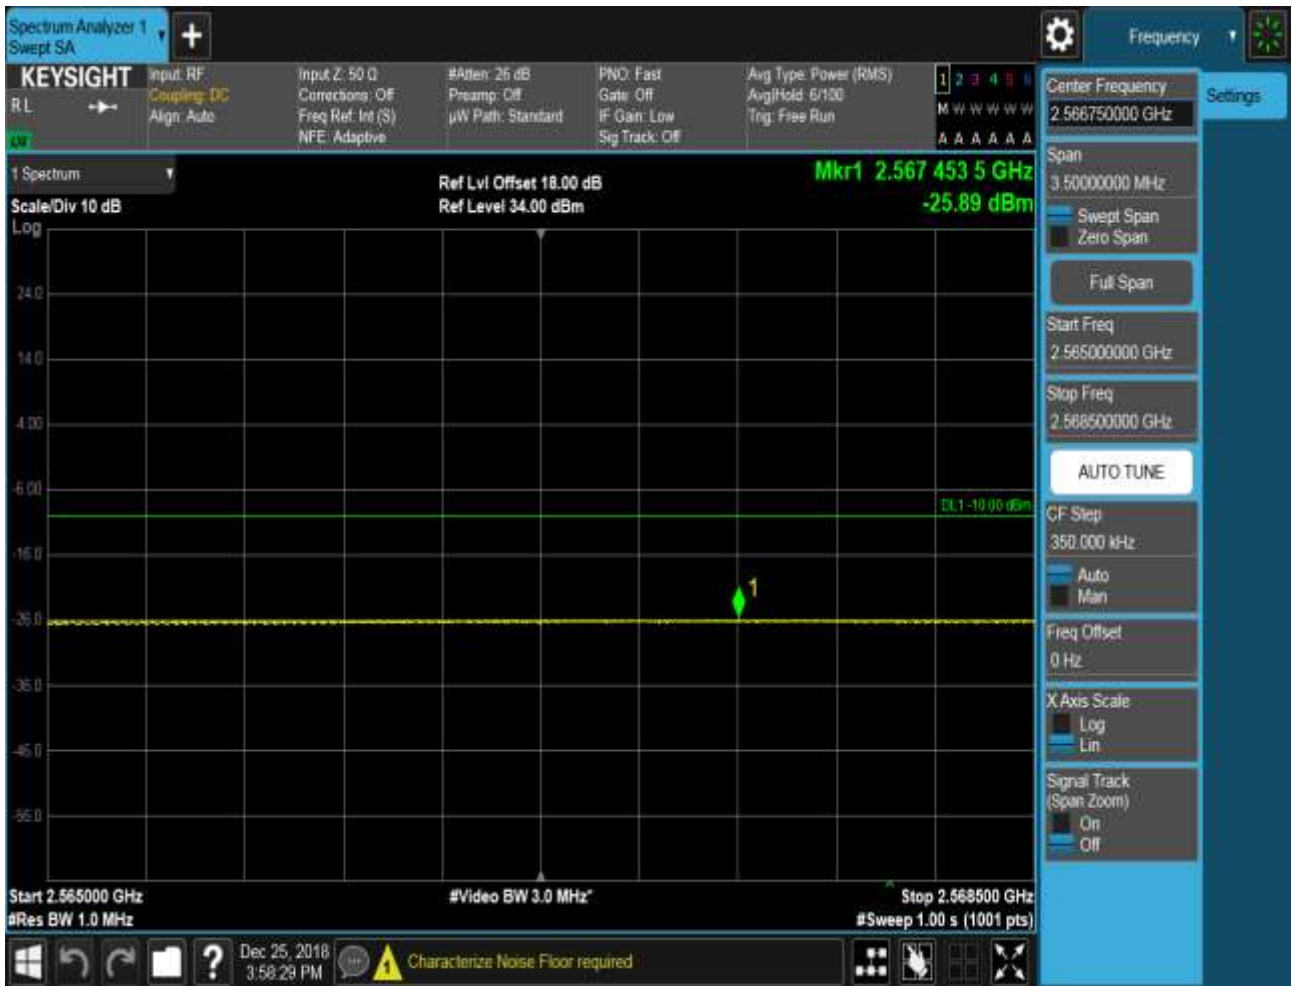 Spectrum Analyzer 1
Swept SA
Frequency
KEYSIGHT
RL
Input: RF
Coupling: DC
Align: Auto
Input Z: 50 Ω
Corrections: Off
Freq Ref: Int (S)
NFE: Adaptive
#Atten: 26 dB
Preamp: Off
µW Path: Standard
PNO: Fast
Gate: Off
IF Gain: Low
Sig Track: Off
Avg Type: Power (RMS)
Avg|Hold: 6/100
Trig: Free Run
1 2 3 4 5 6
M W W W W W
A A A A A A
1 Spectrum
Scale/Div 10 dB
Log
Ref Lvl Offset 18.00 dB
Ref Level 34.00 dBm
Mkr1 2.567 453 5 GHz
-25.89 dBm
24.0
14.0
4.00
-6.00
-16.0
-26.0
-36.0
-46.0
-56.0
DL1 -10.00 dBm
1
Start 2.565000 GHz
#Res BW 1.0 MHz
#Video BW 3.0 MHz*
Stop 2.568500 GHz
#Sweep 1.00 s (1001 pts)
Center Frequency
2.566750000 GHz
Settings
Span
3.50000000 MHz
Swept Span
Zero Span
Full Span
Start Freq
2.565000000 GHz
Stop Freq
2.568500000 GHz
AUTO TUNE
CF Step
350.000 kHz
Auto
Man
Freq Offset
0 Hz
X Axis Scale
Log
Lin
Signal Track
(Span Zoom)
On
Off
?
Dec 25, 2018
3:58:29 PM
Characterize Noise Floor required